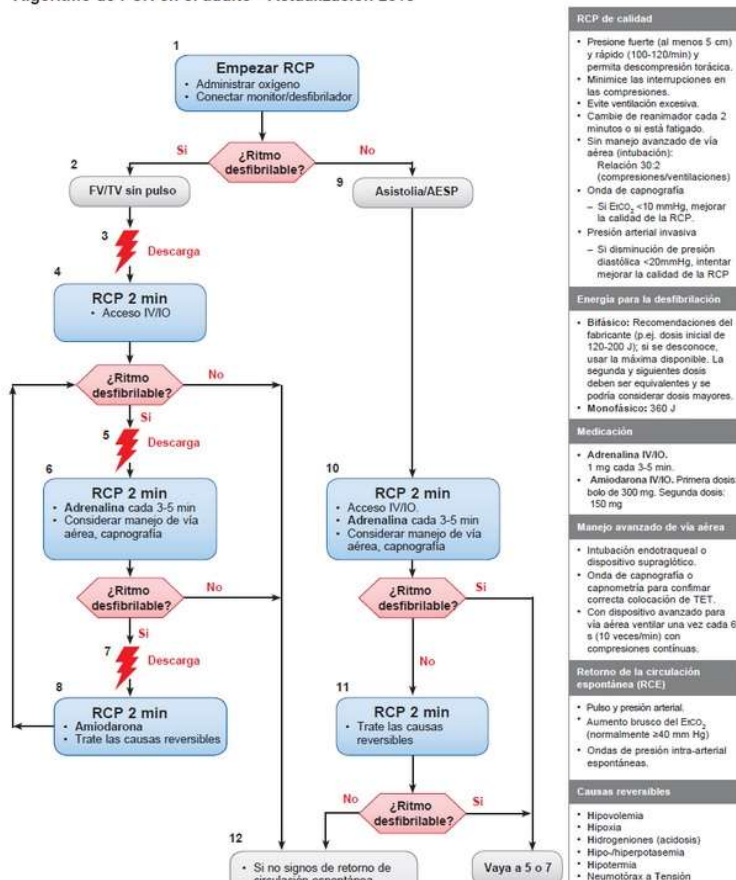 1
Empezar RCP
• Administrar oxígeno
• Conectar monitor/desfibrilador
¿Ritmo
desfibrilable?
Si
No
2
FV/TV sin pulso
9
Asistolia/AESP
3
Descarga
4
RCP 2 min
• Acceso IV/IO
¿Ritmo
desfibrilable?
No
Si
5
Descarga
6
RCP 2 min
• Adrenalina cada 3-5 min
• Considerar manejo de vía
aérea, capnografía
10
RCP 2 min
• Acceso IV/IO.
• Adrenalina cada 3-5 min
• Considerar manejo de vía
aérea, capnografía
¿Ritmo
desfibrilable?
No
Si
¿Ritmo
desfibrilable?
Si
No
7
Descarga
8
RCP 2 min
• Amiodarona
• Trate las causas reversibles
11
RCP 2 min
• Trate las causas
reversibles
¿Ritmo
desfibrilable?
No
Si
12
• Si no signos de retorno de
Vaya a 5 o 7
RCP de calidad
• Presione fuerte (al menos 5 cm)
y rápido (100-120/min) y
permita descompresión torácica.
• Minimice las interrupciones en
las compresiones.
• Evite ventilación excesiva.
• Cambie de reanimador cada 2
minutos o si está fatigado.
• Sin manejo avanzado de vía
aérea (intubación):
Relación 30:2
(compresiones/ventilaciones)
• Onda de capnografía
– Si EtCO2 <10 mmHg, mejorar
la calidad de la RCP.
• Presión arterial invasiva
– Si disminución de presión
diastólica <20mmHg, intentar
mejorar la calidad de la RCP
Energía para la desfibrilación
• Bifásico: Recomendaciones del
fabricante (p.ej. dosis inicial de
120-200 J); si se desconoce,
usar la máxima disponible. La
segunda y siguientes dosis
deben ser equivalentes y se
podría considerar dosis mayores.
• Monofásico: 360 J
Medicación
• Adrenalina IV/IO.
1 mg cada 3-5 min.
• Amiodarona IV/IO. Primera dosis:
bolo de 300 mg. Segunda dosis:
150 mg
Manejo avanzado de vía aérea
• Intubación endotraqueal o
dispositivo supraglótico.
• Onda de capnografía o
capnometría para confimar
correcta colocación de TET.
• Con dispositivo avanzado para
vía aérea ventilar una vez cada 6
s (10 veces/min) con
compresiones contínuas.
Retorno de la circulación
espontánea (RCE)
• Pulso y presión arterial.
• Aumento brusco del EtCO2
(normalmente ≥40 mm Hg)
• Ondas de presión intra-arterial
espontáneas.
Causas reversibles
• Hipovolemia
• Hipoxia
• Hidrogeniones (acidosis)
• Hipo-/hiperpotasemia
• Hipotermia
• Neumotórax a Tensión